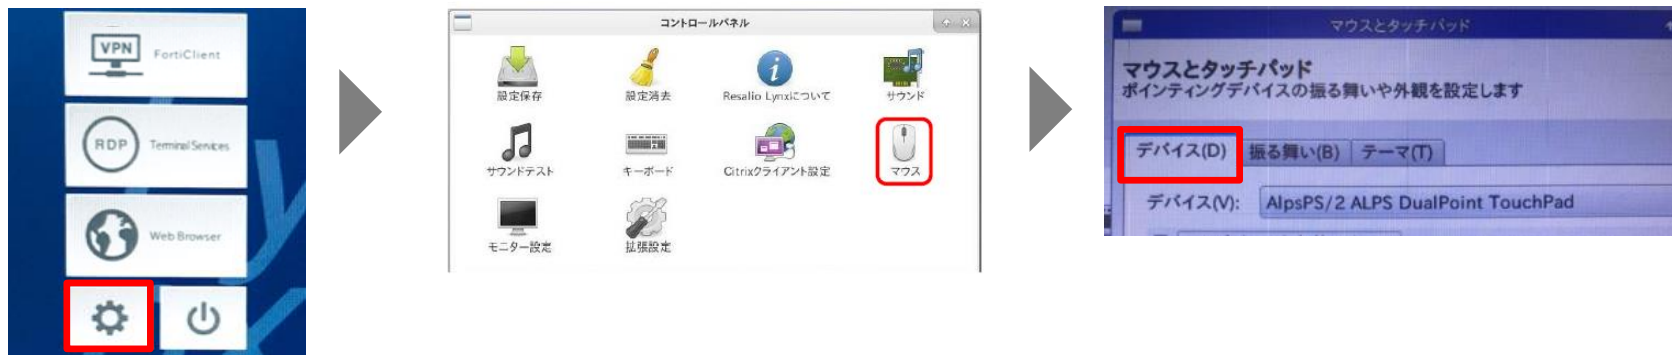 VPN
FortiClient
RDP
Terminal Services
Web Browser
コントロールパネル
設定保存
設定消去
Resalio Lynxについて
サウンド
サウンドテスト
キーボード
Citrixクライアント設定
マウス
モニター設定
拡張設定
マウスとタッチパッド
マウスとタッチパッド
ポインティングデバイスの振る舞いや外観を設定します
デバイス(D) 振る舞い(B) テーマ(T)
デバイス(V): AlpsPS/2 ALPS DualPoint TouchPad